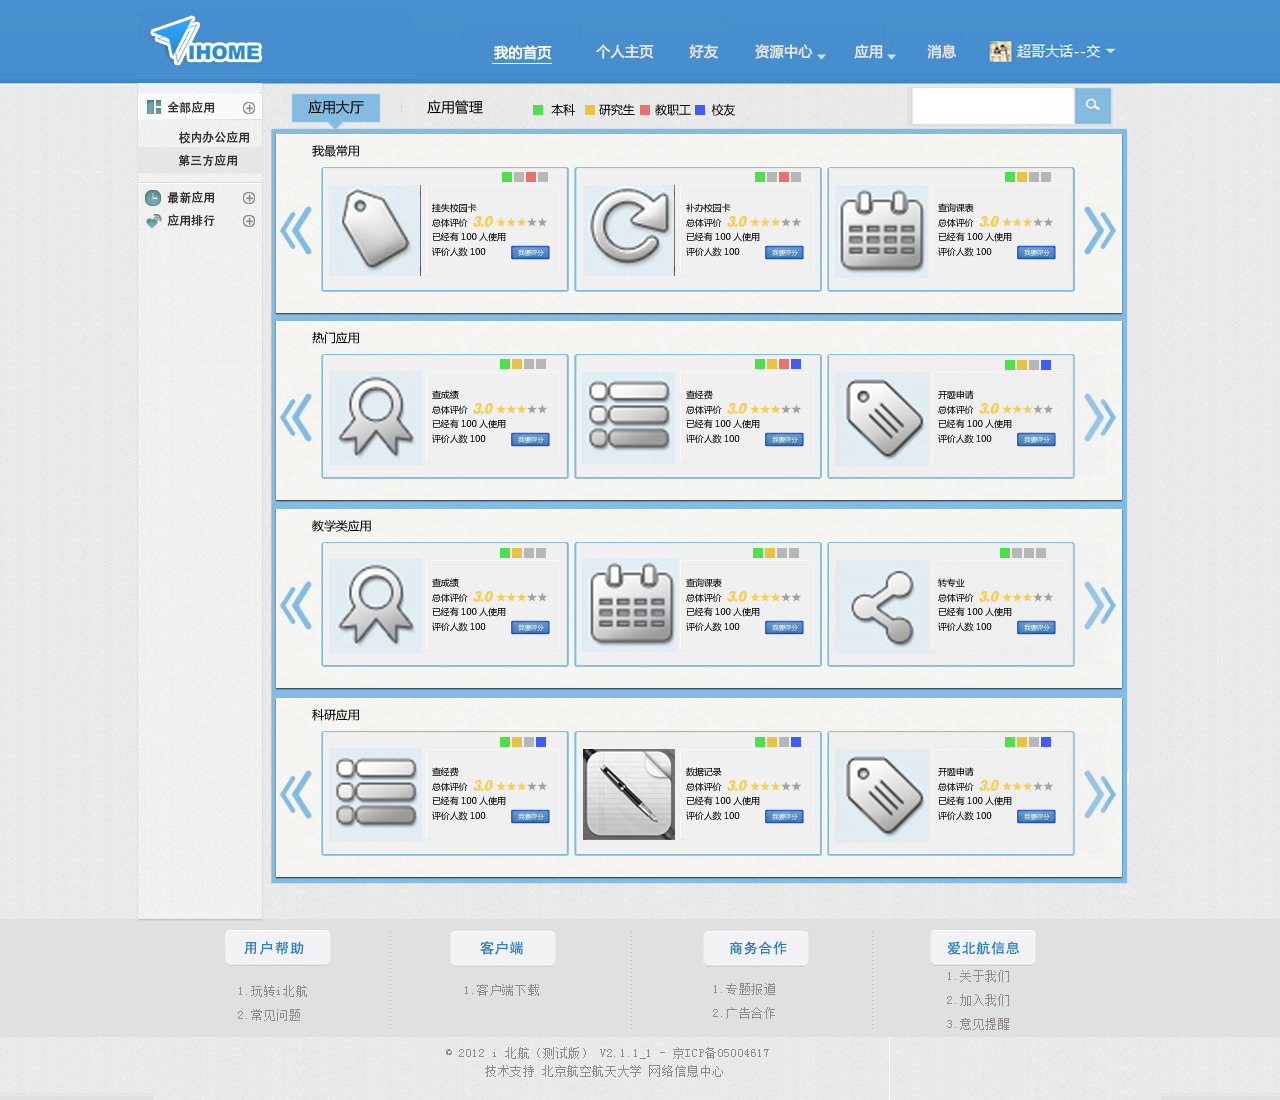 IHOME
我的首页 个人主页 好友 资源中心 应用 消息 超哥大话--交
全部应用
校内办公应用
第三方应用
最新应用
应用排行
应用大厅 应用管理 本科 研究生 教职工 校友
我最常用
挂失校园卡
总体评价 3.0
已经有 100 人使用
评价人数 100 我要评分
补办校园卡
总体评价 3.0
已经有 100 人使用
评价人数 100 我要评分
查询课表
总体评价 3.0
已经有 100 人使用
评价人数 100 我要评分
热门应用
查成绩
总体评价 3.0
已经有 100 人使用
评价人数 100 我要评分
查经费
总体评价 3.0
已经有 100 人使用
评价人数 100 我要评分
开题申请
总体评价 3.0
已经有 100 人使用
评价人数 100 我要评分
教学类应用
查成绩
总体评价 3.0
已经有 100 人使用
评价人数 100 我要评分
查询课表
总体评价 3.0
已经有 100 人使用
评价人数 100 我要评分
转专业
总体评价 3.0
已经有 100 人使用
评价人数 100 我要评分
科研应用
查经费
总体评价 3.0
已经有 100 人使用
评价人数 100 我要评分
数据记录
总体评价 3.0
已经有 100 人使用
评价人数 100 我要评分
开题申请
总体评价 3.0
已经有 100 人使用
评价人数 100 我要评分
用户帮助
1.玩转i北航
2.常见问题
客户端
1.客户端下载
商务合作
1.专题报道
2.广告合作
爱北航信息
1.关于我们
2.加入我们
3.意见提醒
© 2012 i 北航（测试版） V2.1.1_1 - 京ICP备05004617
技术支持 北京航空航天大学 网络信息中心